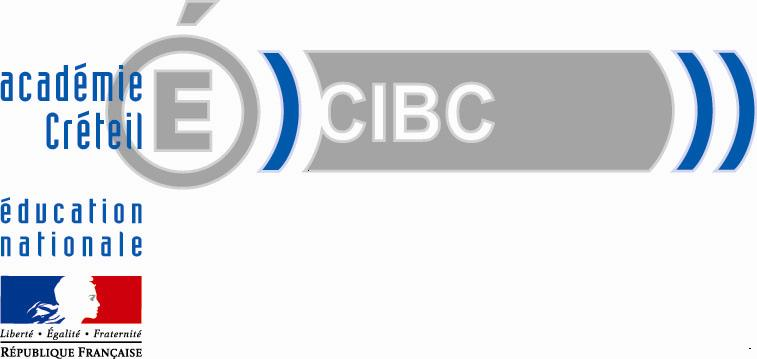 académie
Créteil
É
CIBC
éducation
nationale
Liberté • Égalité • Fraternité
RÉPUBLIQUE FRANÇAISE